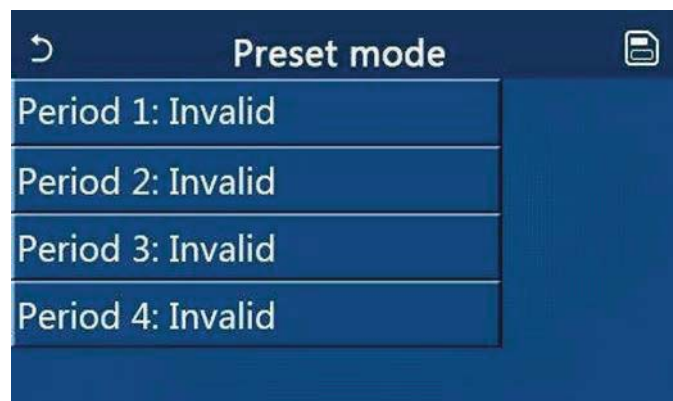 Preset mode
Period 1: Invalid
Period 2: Invalid
Period 3: Invalid
Period 4: Invalid